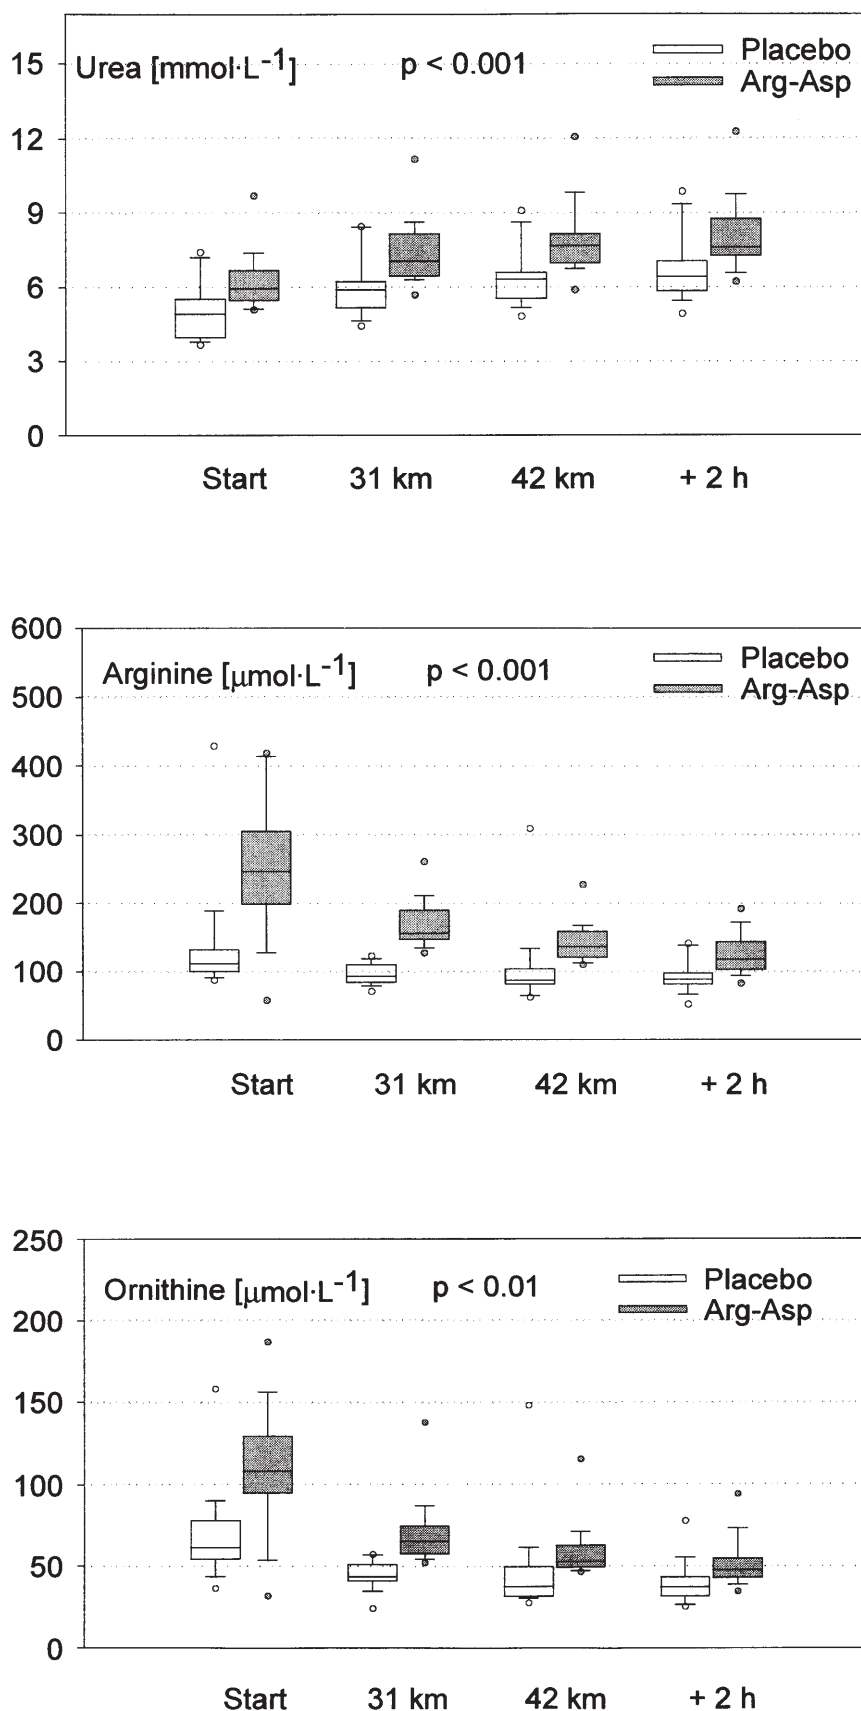 Urea [mmol·L⁻¹] p < 0.001
Placebo
Arg-Asp
15
12
9
6
3
0
Start 31 km 42 km + 2 h
600
Arginine [μmol·L⁻¹] p < 0.001
Placebo
Arg-Asp
500
400
300
200
100
0
Start 31 km 42 km + 2 h
250
Ornithine [μmol·L⁻¹] p < 0.01
Placebo
Arg-Asp
200
150
100
50
0
Start 31 km 42 km + 2 h